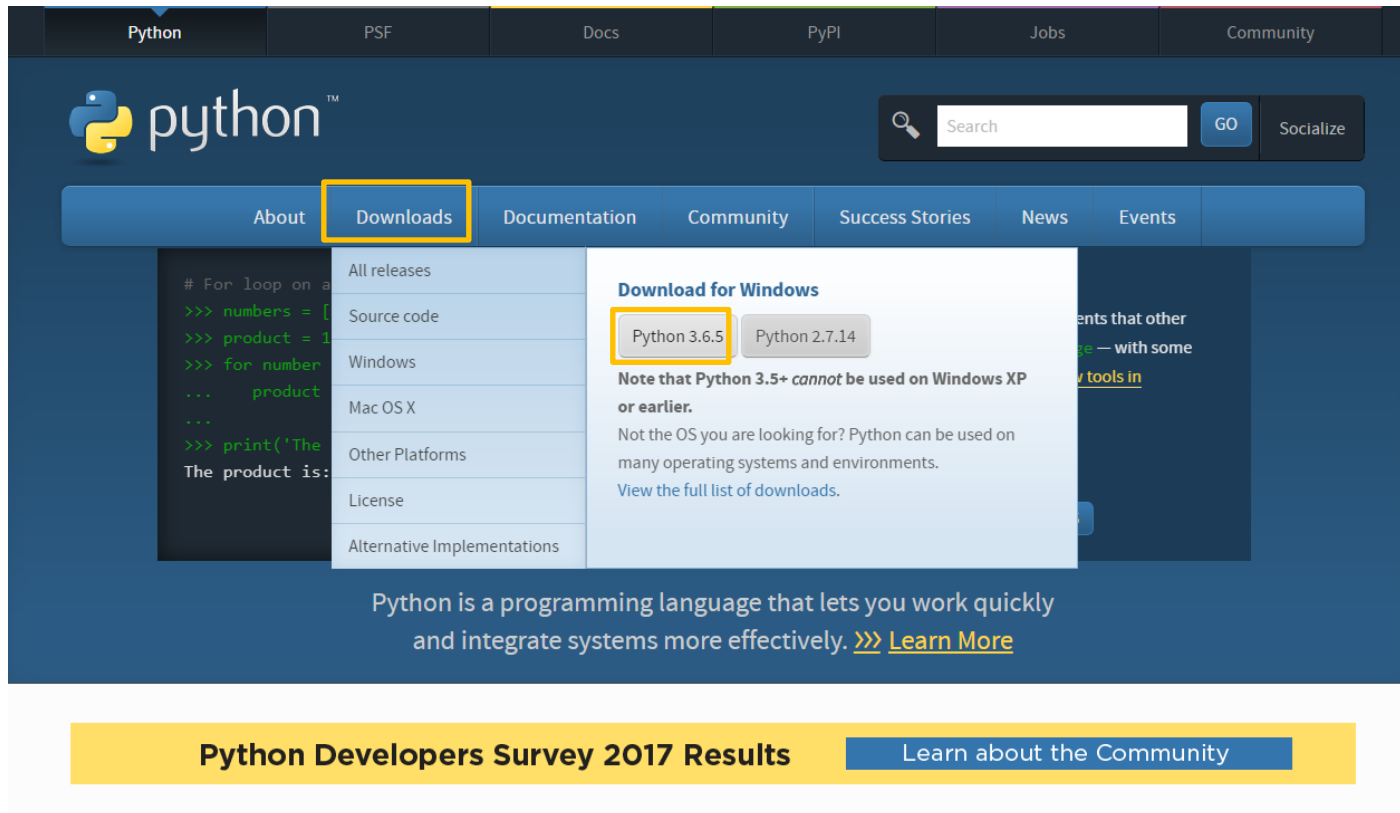 Python PSF Docs PyPI Jobs Community
python™
Search GO Socialize
About Downloads Documentation Community Success Stories News Events
# For loop on a
>>> numbers = [
>>> product = 1
>>> for number
... product
...
>>> print('The
The product is:
All releases
Source code
Windows
Mac OS X
Other Platforms
License
Alternative Implementations
Download for Windows
Python 3.6.5 Python 2.7.14
Note that Python 3.5+ cannot be used on Windows XP
or earlier.
Not the OS you are looking for? Python can be used on
many operating systems and environments.
View the full list of downloads.
ents that other
— with some
tools in
Python is a programming language that lets you work quickly
and integrate systems more effectively. >>> Learn More
Python Developers Survey 2017 Results Learn about the Community